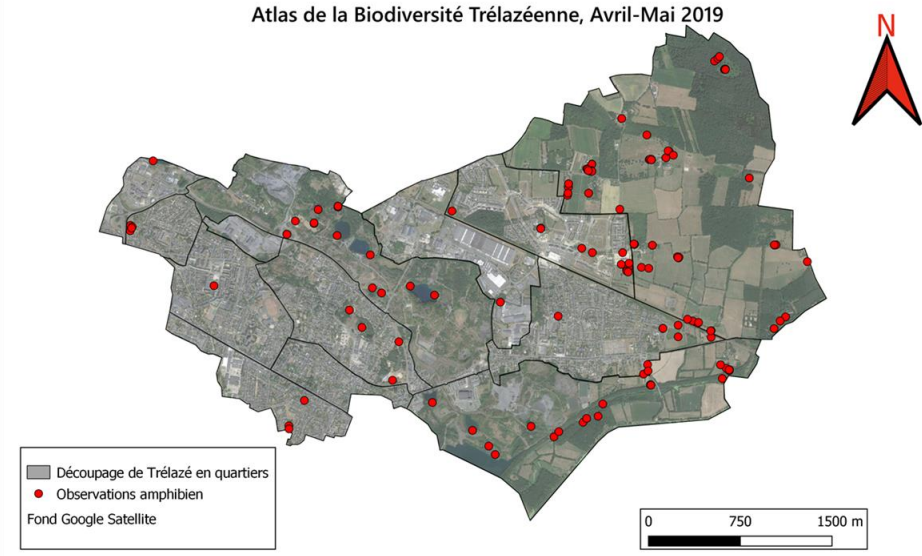 Atlas de la Biodiversité Trélazéenne, Avril-Mai 2019
N
Découpage de Trélazé en quartiers
Observations amphibien
Fond Google Satellite
0 750 1500 m